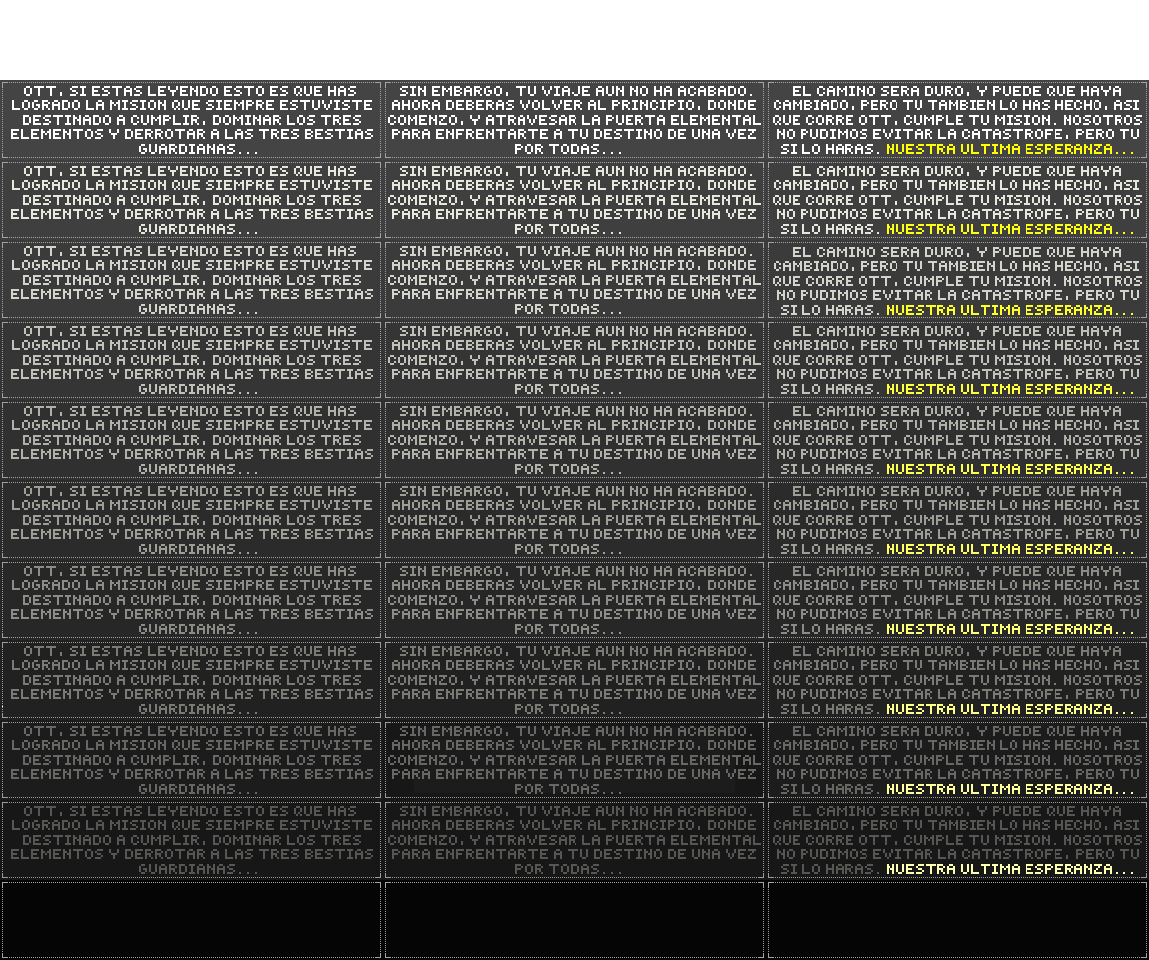 OTT, SI ESTAS LEYENDO ESTO ES QUE HAS
LOGRADO LA MISION QUE SIEMPRE ESTUVISTE
DESTINADO A CUMPLIR, DOMINAR LOS TRES
ELEMENTOS Y DERROTAR A LAS TRES BESTIAS
GUARDIANAS...
SIN EMBARGO, TU VIAJE AUN NO HA ACABADO.
AHORA DEBERAS VOLVER AL PRINCIPIO, DONDE
COMENZO, Y ATRAVESAR LA PUERTA ELEMENTAL
PARA ENFRENTARTE A TU DESTINO DE UNA VEZ
POR TODAS...
EL CAMINO SERA DURO, Y PUEDE QUE HAYA
CAMBIADO, PERO TU TAMBIEN LO HAS HECHO, ASI
QUE CORRE OTT, CUMPLE TU MISION. NOSOTROS
NO PUDIMOS EVITAR LA CATASTROFE, PERO TU
SI LO HARAS. NUESTRA ULTIMA ESPERANZA...
OTT, SI ESTAS LEYENDO ESTO ES QUE HAS
LOGRADO LA MISION QUE SIEMPRE ESTUVISTE
DESTINADO A CUMPLIR, DOMINAR LOS TRES
ELEMENTOS Y DERROTAR A LAS TRES BESTIAS
GUARDIANAS...
SIN EMBARGO, TU VIAJE AUN NO HA ACABADO.
AHORA DEBERAS VOLVER AL PRINCIPIO, DONDE
COMENZO, Y ATRAVESAR LA PUERTA ELEMENTAL
PARA ENFRENTARTE A TU DESTINO DE UNA VEZ
POR TODAS...
EL CAMINO SERA DURO, Y PUEDE QUE HAYA
CAMBIADO, PERO TU TAMBIEN LO HAS HECHO, ASI
QUE CORRE OTT, CUMPLE TU MISION. NOSOTROS
NO PUDIMOS EVITAR LA CATASTROFE, PERO TU
SI LO HARAS. NUESTRA ULTIMA ESPERANZA...
OTT, SI ESTAS LEYENDO ESTO ES QUE HAS
LOGRADO LA MISION QUE SIEMPRE ESTUVISTE
DESTINADO A CUMPLIR, DOMINAR LOS TRES
ELEMENTOS Y DERROTAR A LAS TRES BESTIAS
GUARDIANAS...
SIN EMBARGO, TU VIAJE AUN NO HA ACABADO.
AHORA DEBERAS VOLVER AL PRINCIPIO, DONDE
COMENZO, Y ATRAVESAR LA PUERTA ELEMENTAL
PARA ENFRENTARTE A TU DESTINO DE UNA VEZ
POR TODAS...
EL CAMINO SERA DURO, Y PUEDE QUE HAYA
CAMBIADO, PERO TU TAMBIEN LO HAS HECHO, ASI
QUE CORRE OTT, CUMPLE TU MISION. NOSOTROS
NO PUDIMOS EVITAR LA CATASTROFE, PERO TU
SI LO HARAS. NUESTRA ULTIMA ESPERANZA...
OTT, SI ESTAS LEYENDO ESTO ES QUE HAS
LOGRADO LA MISION QUE SIEMPRE ESTUVISTE
DESTINADO A CUMPLIR, DOMINAR LOS TRES
ELEMENTOS Y DERROTAR A LAS TRES BESTIAS
GUARDIANAS...
SIN EMBARGO, TU VIAJE AUN NO HA ACABADO.
AHORA DEBERAS VOLVER AL PRINCIPIO, DONDE
COMENZO, Y ATRAVESAR LA PUERTA ELEMENTAL
PARA ENFRENTARTE A TU DESTINO DE UNA VEZ
POR TODAS...
EL CAMINO SERA DURO, Y PUEDE QUE HAYA
CAMBIADO, PERO TU TAMBIEN LO HAS HECHO, ASI
QUE CORRE OTT, CUMPLE TU MISION. NOSOTROS
NO PUDIMOS EVITAR LA CATASTROFE, PERO TU
SI LO HARAS. NUESTRA ULTIMA ESPERANZA...
OTT, SI ESTAS LEYENDO ESTO ES QUE HAS
LOGRADO LA MISION QUE SIEMPRE ESTUVISTE
DESTINADO A CUMPLIR, DOMINAR LOS TRES
ELEMENTOS Y DERROTAR A LAS TRES BESTIAS
GUARDIANAS...
SIN EMBARGO, TU VIAJE AUN NO HA ACABADO.
AHORA DEBERAS VOLVER AL PRINCIPIO, DONDE
COMENZO, Y ATRAVESAR LA PUERTA ELEMENTAL
PARA ENFRENTARTE A TU DESTINO DE UNA VEZ
POR TODAS...
EL CAMINO SERA DURO, Y PUEDE QUE HAYA
CAMBIADO, PERO TU TAMBIEN LO HAS HECHO, ASI
QUE CORRE OTT, CUMPLE TU MISION. NOSOTROS
NO PUDIMOS EVITAR LA CATASTROFE, PERO TU
SI LO HARAS. NUESTRA ULTIMA ESPERANZA...
OTT, SI ESTAS LEYENDO ESTO ES QUE HAS
LOGRADO LA MISION QUE SIEMPRE ESTUVISTE
DESTINADO A CUMPLIR, DOMINAR LOS TRES
ELEMENTOS Y DERROTAR A LAS TRES BESTIAS
GUARDIANAS...
SIN EMBARGO, TU VIAJE AUN NO HA ACABADO.
AHORA DEBERAS VOLVER AL PRINCIPIO, DONDE
COMENZO, Y ATRAVESAR LA PUERTA ELEMENTAL
PARA ENFRENTARTE A TU DESTINO DE UNA VEZ
POR TODAS...
EL CAMINO SERA DURO, Y PUEDE QUE HAYA
CAMBIADO, PERO TU TAMBIEN LO HAS HECHO, ASI
QUE CORRE OTT, CUMPLE TU MISION. NOSOTROS
NO PUDIMOS EVITAR LA CATASTROFE, PERO TU
SI LO HARAS. NUESTRA ULTIMA ESPERANZA...
OTT, SI ESTAS LEYENDO ESTO ES QUE HAS
LOGRADO LA MISION QUE SIEMPRE ESTUVISTE
DESTINADO A CUMPLIR, DOMINAR LOS TRES
ELEMENTOS Y DERROTAR A LAS TRES BESTIAS
GUARDIANAS...
SIN EMBARGO, TU VIAJE AUN NO HA ACABADO.
AHORA DEBERAS VOLVER AL PRINCIPIO, DONDE
COMENZO, Y ATRAVESAR LA PUERTA ELEMENTAL
PARA ENFRENTARTE A TU DESTINO DE UNA VEZ
POR TODAS...
EL CAMINO SERA DURO, Y PUEDE QUE HAYA
CAMBIADO, PERO TU TAMBIEN LO HAS HECHO, ASI
QUE CORRE OTT, CUMPLE TU MISION. NOSOTROS
NO PUDIMOS EVITAR LA CATASTROFE, PERO TU
SI LO HARAS. NUESTRA ULTIMA ESPERANZA...
OTT, SI ESTAS LEYENDO ESTO ES QUE HAS
LOGRADO LA MISION QUE SIEMPRE ESTUVISTE
DESTINADO A CUMPLIR, DOMINAR LOS TRES
ELEMENTOS Y DERROTAR A LAS TRES BESTIAS
GUARDIANAS...
SIN EMBARGO, TU VIAJE AUN NO HA ACABADO.
AHORA DEBERAS VOLVER AL PRINCIPIO, DONDE
COMENZO, Y ATRAVESAR LA PUERTA ELEMENTAL
PARA ENFRENTARTE A TU DESTINO DE UNA VEZ
POR TODAS...
EL CAMINO SERA DURO, Y PUEDE QUE HAYA
CAMBIADO, PERO TU TAMBIEN LO HAS HECHO, ASI
QUE CORRE OTT, CUMPLE TU MISION. NOSOTROS
NO PUDIMOS EVITAR LA CATASTROFE, PERO TU
SI LO HARAS. NUESTRA ULTIMA ESPERANZA...
OTT, SI ESTAS LEYENDO ESTO ES QUE HAS
LOGRADO LA MISION QUE SIEMPRE ESTUVISTE
DESTINADO A CUMPLIR, DOMINAR LOS TRES
ELEMENTOS Y DERROTAR A LAS TRES BESTIAS
GUARDIANAS...
SIN EMBARGO, TU VIAJE AUN NO HA ACABADO.
AHORA DEBERAS VOLVER AL PRINCIPIO, DONDE
COMENZO, Y ATRAVESAR LA PUERTA ELEMENTAL
PARA ENFRENTARTE A TU DESTINO DE UNA VEZ
POR TODAS...
EL CAMINO SERA DURO, Y PUEDE QUE HAYA
CAMBIADO, PERO TU TAMBIEN LO HAS HECHO, ASI
QUE CORRE OTT, CUMPLE TU MISION. NOSOTROS
NO PUDIMOS EVITAR LA CATASTROFE, PERO TU
SI LO HARAS. NUESTRA ULTIMA ESPERANZA...
OTT, SI ESTAS LEYENDO ESTO ES QUE HAS
LOGRADO LA MISION QUE SIEMPRE ESTUVISTE
DESTINADO A CUMPLIR, DOMINAR LOS TRES
ELEMENTOS Y DERROTAR A LAS TRES BESTIAS
GUARDIANAS...
SIN EMBARGO, TU VIAJE AUN NO HA ACABADO.
AHORA DEBERAS VOLVER AL PRINCIPIO, DONDE
COMENZO, Y ATRAVESAR LA PUERTA ELEMENTAL
PARA ENFRENTARTE A TU DESTINO DE UNA VEZ
POR TODAS...
EL CAMINO SERA DURO, Y PUEDE QUE HAYA
CAMBIADO, PERO TU TAMBIEN LO HAS HECHO, ASI
QUE CORRE OTT, CUMPLE TU MISION. NOSOTROS
NO PUDIMOS EVITAR LA CATASTROFE, PERO TU
SI LO HARAS. NUESTRA ULTIMA ESPERANZA...